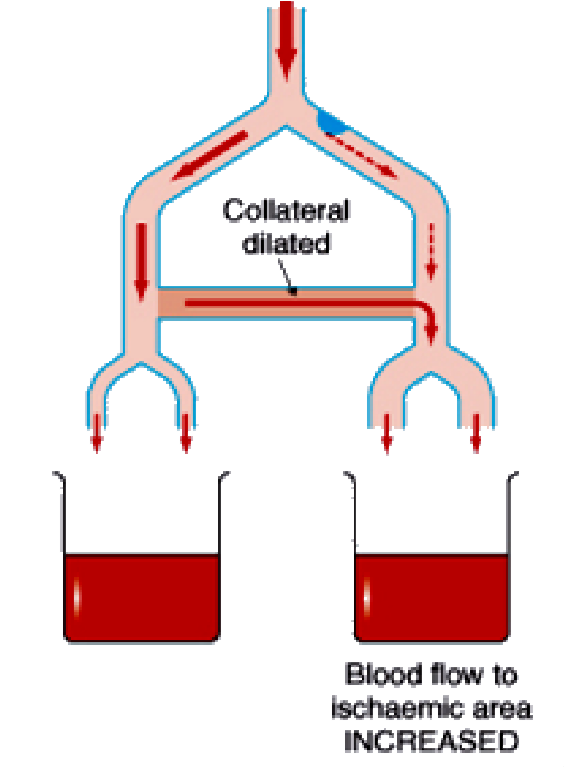 Collateral
dilated
Blood flow to
ischaemic area
INCREASED